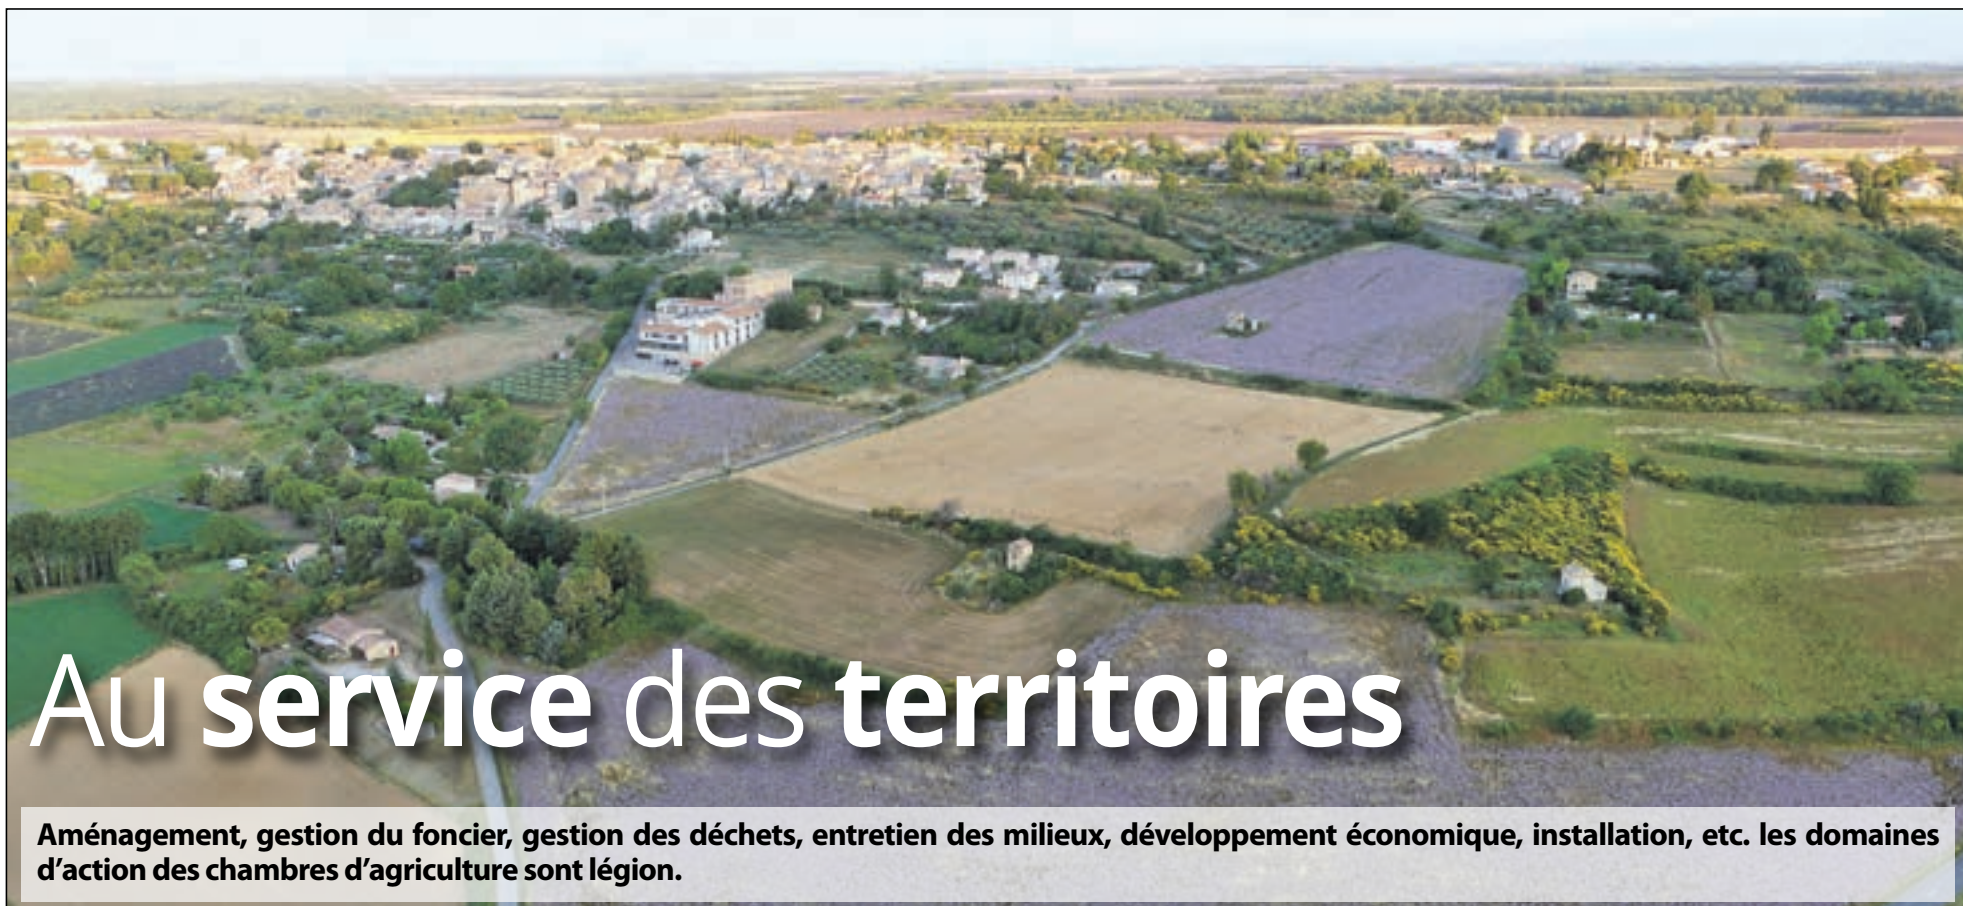 Au service des territoires
Aménagement, gestion du foncier, gestion des déchets, entretien des milieux, développement économique, installation, etc. les domaines
d’action des chambres d’agriculture sont légion.